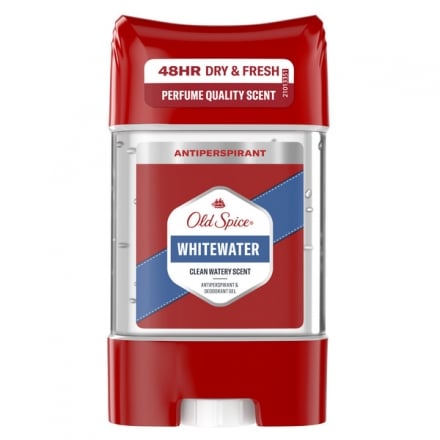 48HR DRY & FRESH
PERFUME QUALITY SCENT
ANTIPERSPIRANT
Old Spice®
WHITEWATER
CLEAN WATERY SCENT
ANTIPERSPIRANT &
DEODORANT GEL